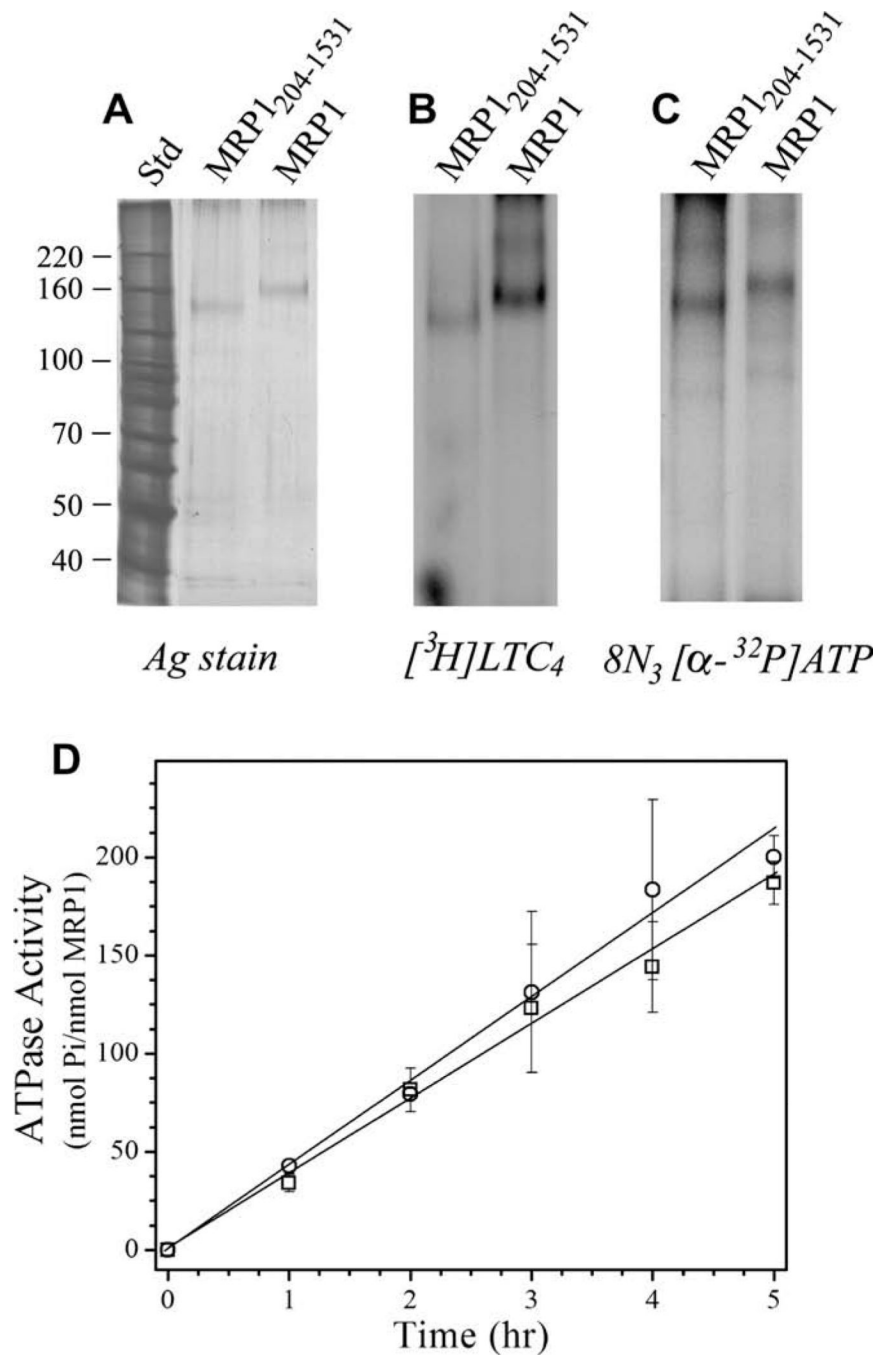 A
Std
MRP1204-1531
MRP1
B
MRP1204-1531
MRP1
C
MRP1204-1531
MRP1
220
160
100
70
50
40
Ag stain
[³H]LTC₄
8N₃ [α-³²P]ATP
D
ATPase Activity
(nmol Pi/nmol MRP1)
200
150
100
50
0
0 1 2 3 4 5
Time (hr)